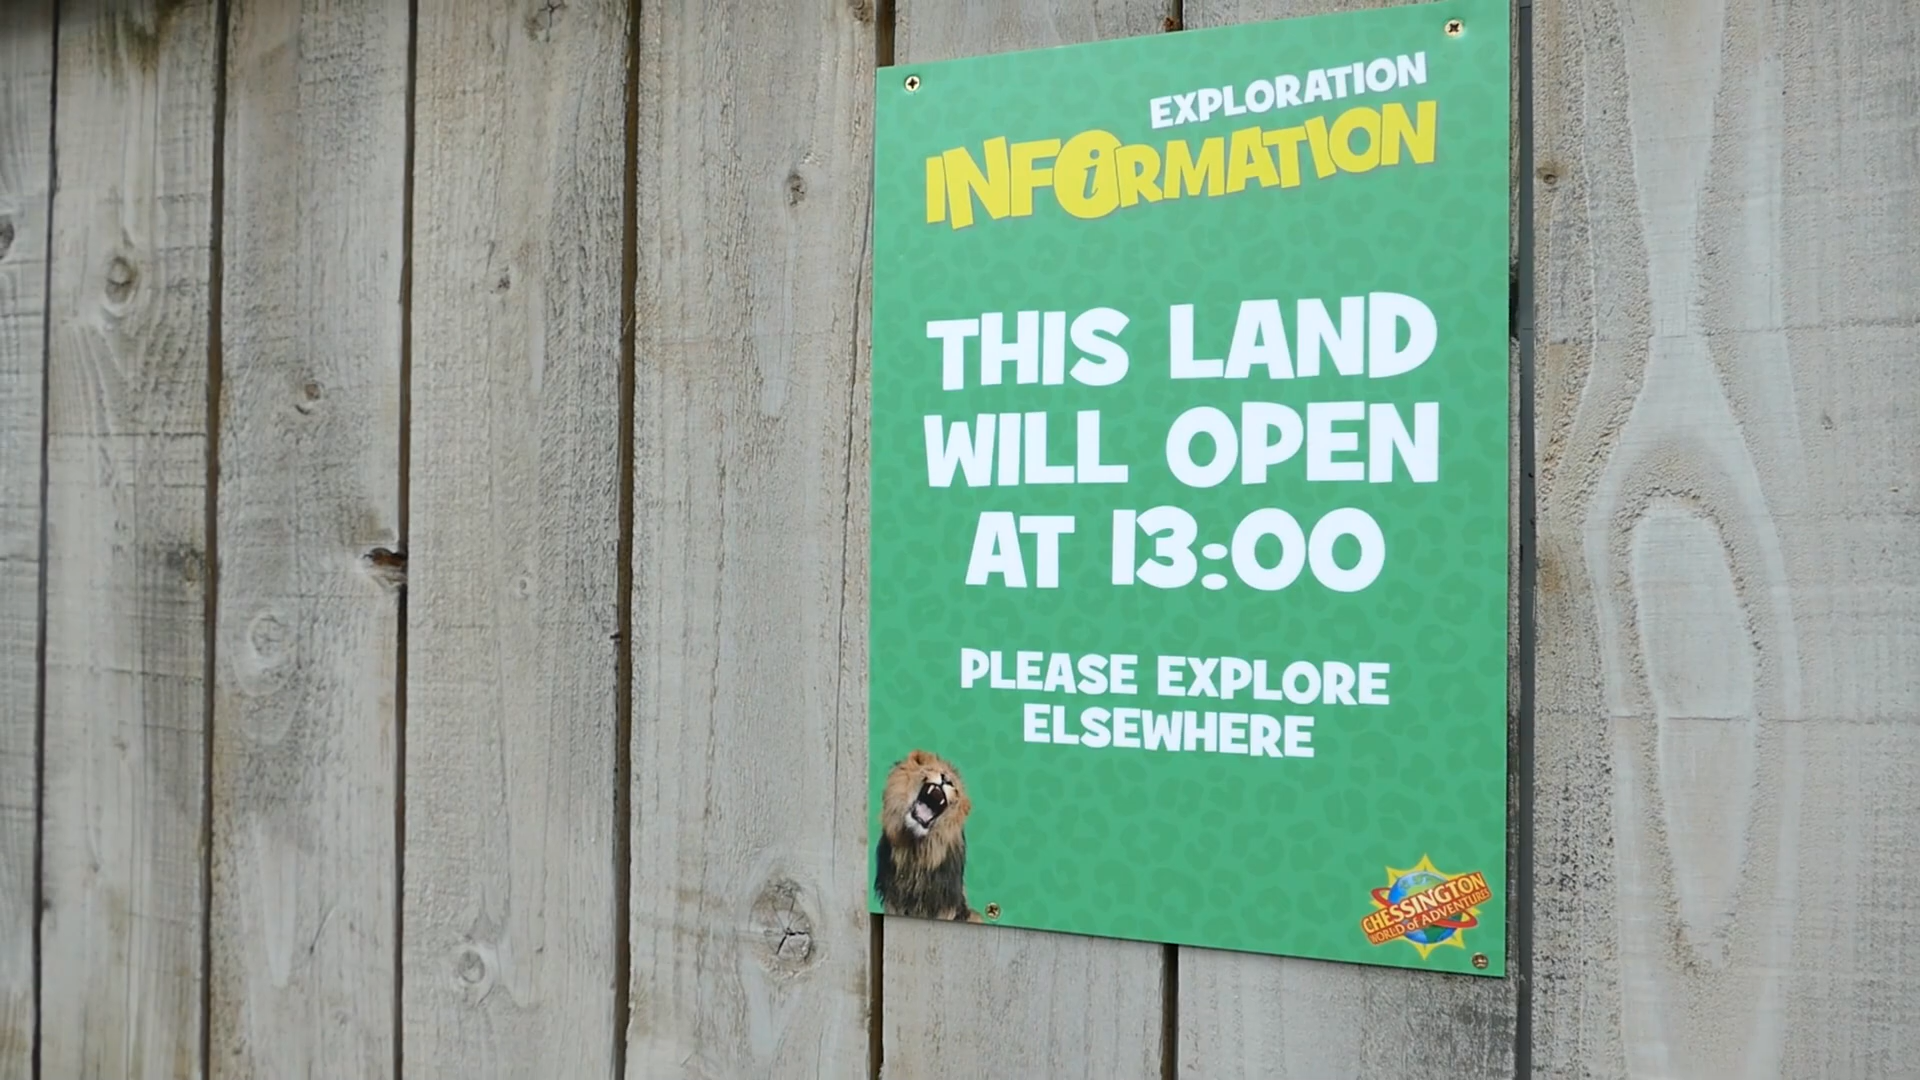 EXPLORATION
INFORMATION
THIS LAND
WILL OPEN
AT 13:00
PLEASE EXPLORE
ELSEWHERE
CHESSINGTON
WORLD of ADVENTURES